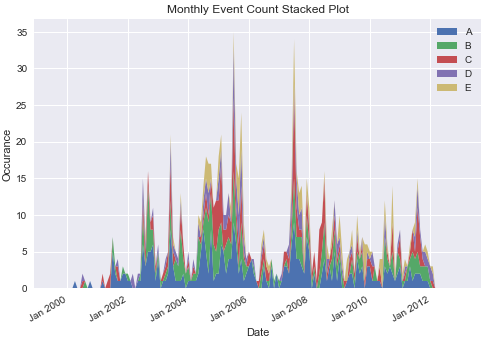 Monthly Event Count Stacked Plot
35
30
25
20
15
10
5
0
Occurance
A
B
C
D
E
Jan 2000
Jan 2002
Jan 2004
Jan 2006
Jan 2008
Jan 2010
Jan 2012
Date